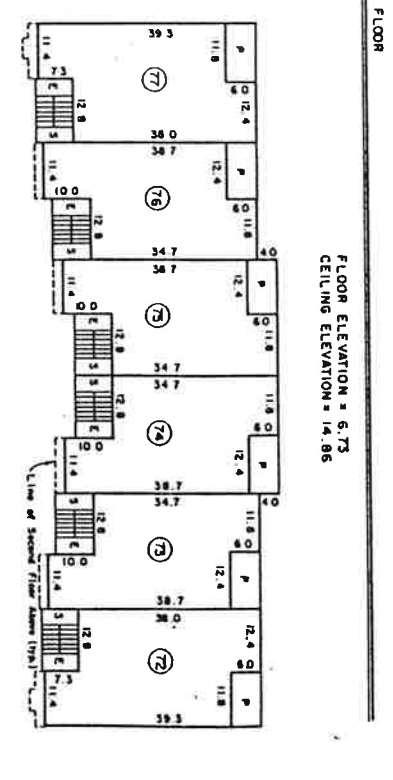 FLOOR
FLOOR ELEVATION = 6.73
CEILING ELEVATION = 14.86
39.3
11.4
11.8
P
77
7.3
6.0
E
12.8
12.4
S
38.0
38.7
11.4
12.4
P
76
10.0
6.0
S
12.8
11.8
E
34.7
4.0
38.7
11.4
12.4
P
75
10.0
6.0
E
12.8
11.8
S
34.7
34.7
S
12.8
11.8
E
74
6.0
10.0
11.4
12.4
P
38.7
34.7
4.0
S
12.8
11.8
E
73
6.0
10.0
11.4
12.4
P
38.7
38.0
S
12.8
12.4
E
72
6.0
7.3
11.4
11.8
P
39.3
Line of Second Floor Above (typ.)